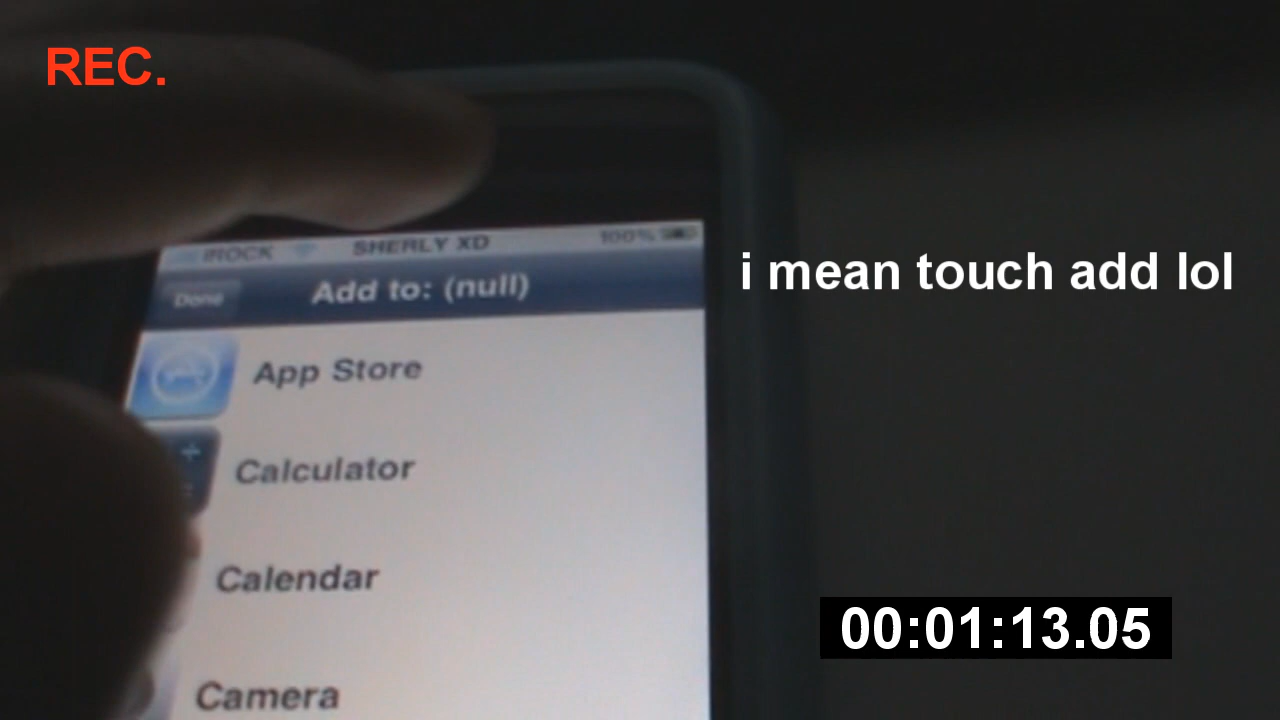 REC.
iROCK SHERLY XD 100%
Done Add to: (null)
i mean touch add lol
App Store
Calculator
Calendar
Camera
00:01:13.05